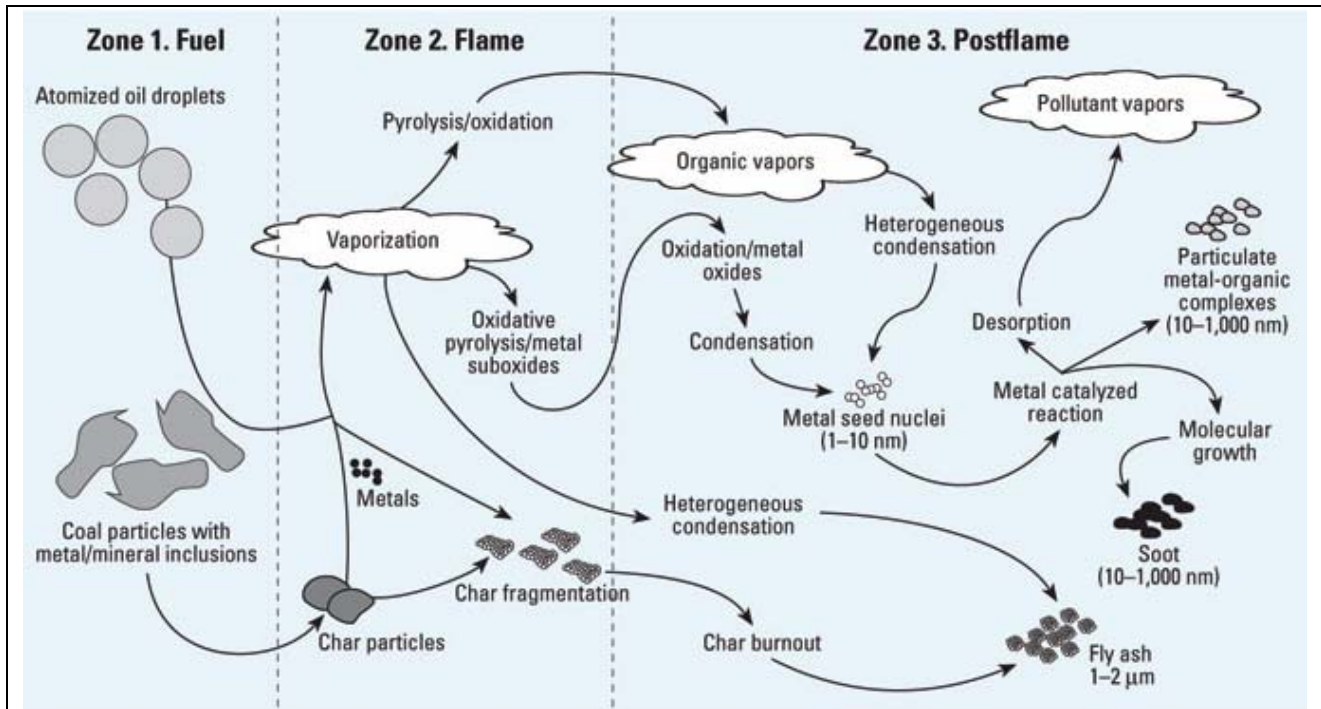 Zone 1. Fuel
Zone 2. Flame
Zone 3. Postflame
Atomized oil droplets
Coal particles with
metal/mineral inclusions
Pyrolysis/oxidation
Vaporization
Oxidative
pyrolysis/metal
suboxides
Metals
Char fragmentation
Char particles
Organic vapors
Oxidation/metal
oxides
Heterogeneous
condensation
Condensation
Metal seed nuclei
(1–10 nm)
Heterogeneous
condensation
Char burnout
Pollutant vapors
Particulate
metal-organic
complexes
(10–1,000 nm)
Desorption
Metal catalyzed
reaction
Molecular
growth
Soot
(10–1,000 nm)
Fly ash
1–2 μm